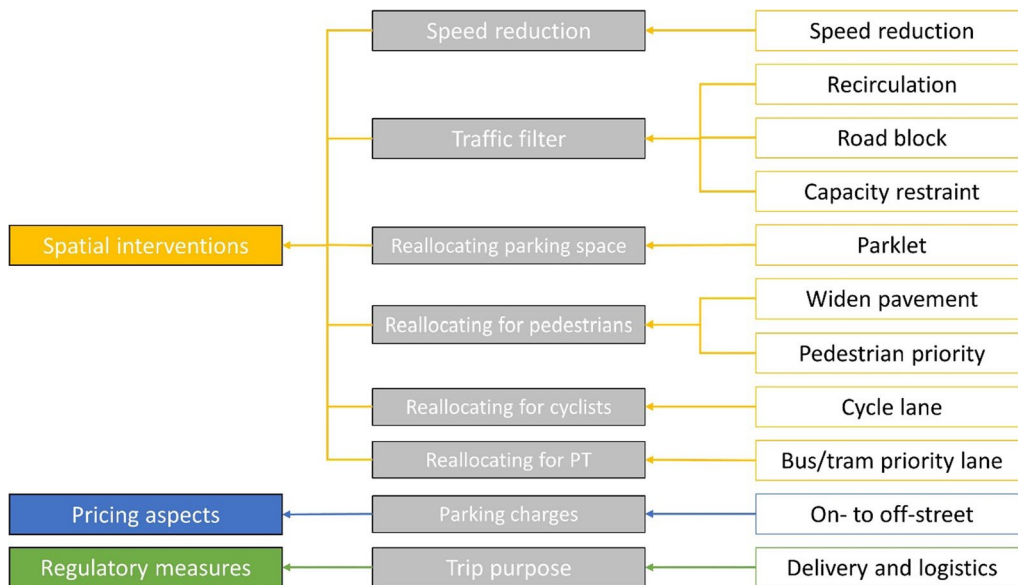 Speed reduction
Speed reduction
Recirculation
Traffic filter
Road block
Capacity restraint
Spatial interventions
Reallocating parking space
Parklet
Widen pavement
Reallocating for pedestrians
Pedestrian priority
Reallocating for cyclists
Cycle lane
Reallocating for PT
Bus/tram priority lane
Pricing aspects
Parking charges
On- to off-street
Regulatory measures
Trip purpose
Delivery and logistics